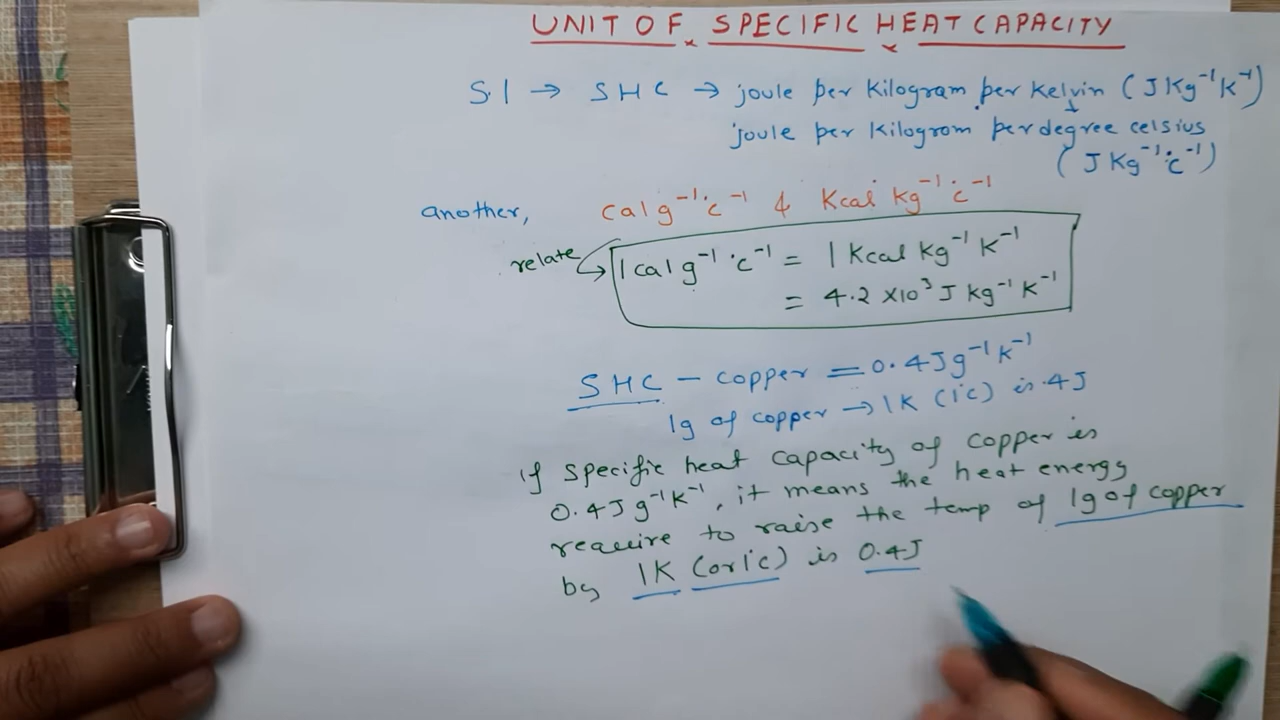 UNIT OF SPECIFIC HEAT CAPACITY
S.I → SHC → joule per kilogram per kelvin (J Kg⁻¹ K⁻¹)
joule per kilogrom per degree celsius
(J Kg⁻¹ °c⁻¹)
another, cal g⁻¹ °c⁻¹ & Kcal kg⁻¹ °c⁻¹
relate 1 cal g⁻¹ °c⁻¹ = 1 Kcal kg⁻¹ K⁻¹
= 4.2 ×10³ J kg⁻¹ K⁻¹
SHC - copper = 0.4J g⁻¹ K⁻¹
1g of copper → 1K (1°c) is .4J
if specific heat capacity of copper is
0.4J g⁻¹ K⁻¹, it means the heat energy
require to raise the temp of 1g of copper
by 1K (or 1°c) is 0.4J